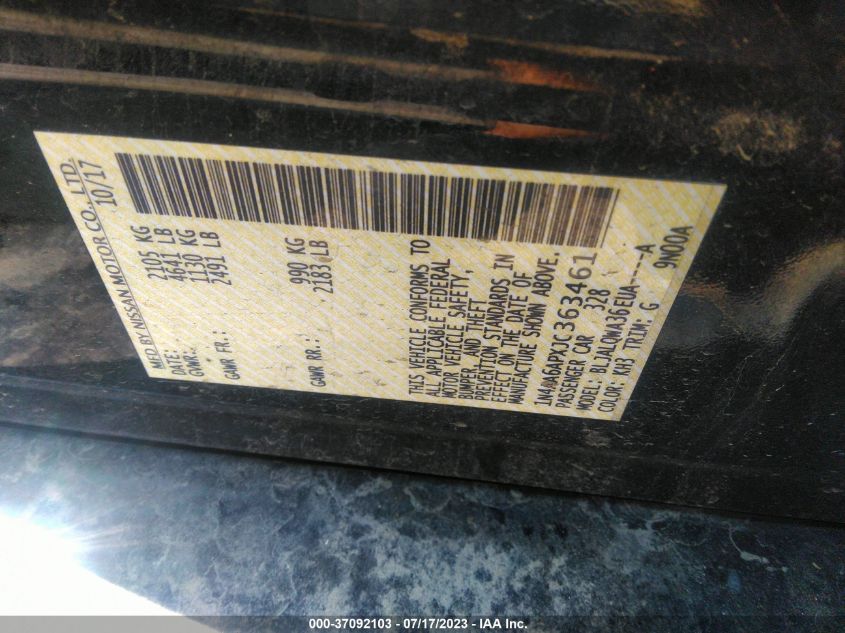 MFD BY NISSAN MOTOR CO., LTD.
DATE: 10/17
GVWR: 2105 KG
4641 LB
GAWR FR.: 1130 KG
2491 LB
GAWR RR.: 990 KG
2183 LB
THIS VEHICLE CONFORMS TO
ALL APPLICABLE FEDERAL
MOTOR VEHICLE SAFETY,
BUMPER, AND THEFT
PREVENTION STANDARDS IN
EFFECT ON THE DATE OF
MANUFACTURE SHOWN ABOVE.
1N4AA6APXJC363461
PASSENGER CAR 328
MODEL: BLJALQWA36EUA----A
COLOR: KH3 TRIM: G 9N00A
000-37092103 - 07/17/2023 - IAA Inc.